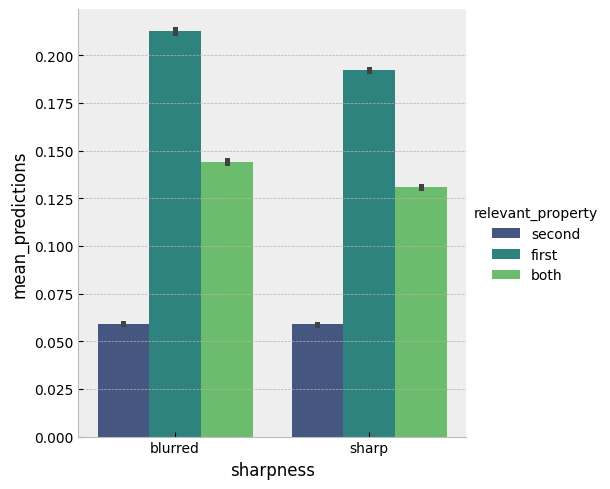 mean_predictions
0.200
0.175
0.150
0.125
0.100
0.075
0.050
0.025
0.000
blurred
sharp
sharpness
relevant_property
second
first
both